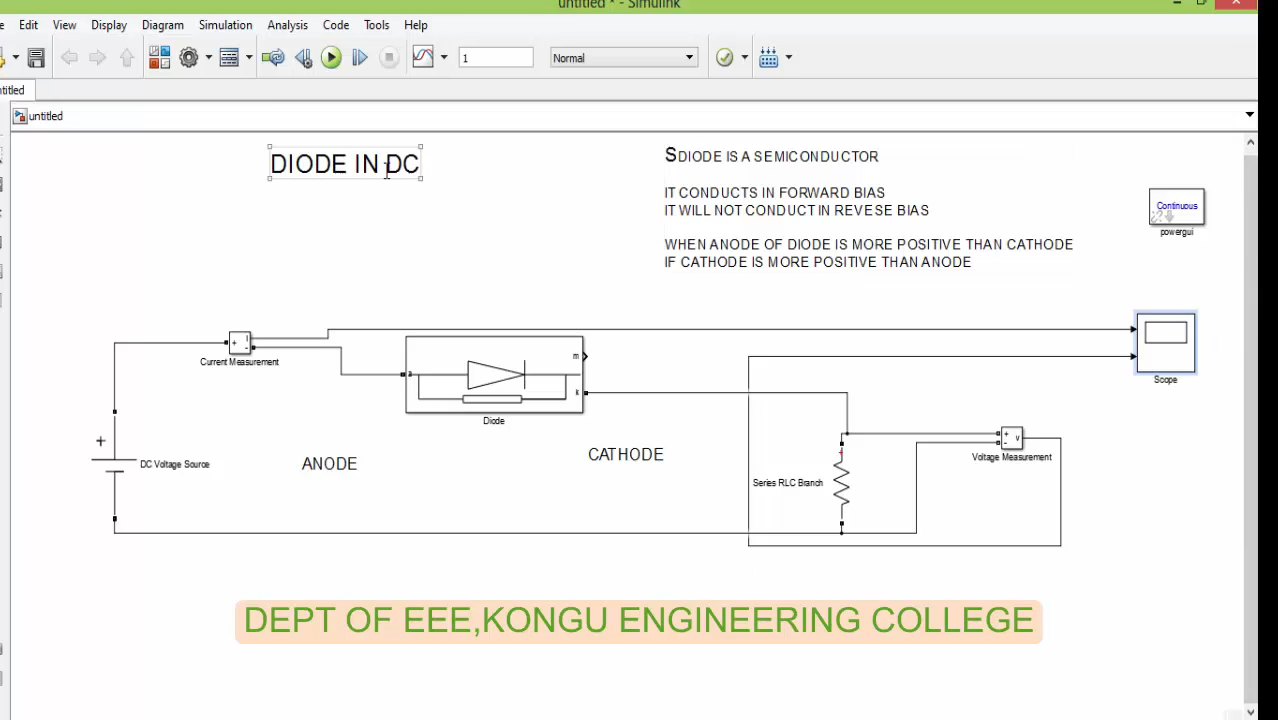 untitled * - Simulink
Edit View Display Diagram Simulation Analysis Code Tools Help
1 Normal
titled
untitled
DIODE IN DC
SDIODE IS A SEMICONDUCTOR
IT CONDUCTS IN FORWARD BIAS
IT WILL NOT CONDUCT IN REVESE BIAS
WHEN ANODE OF DIODE IS MORE POSITIVE THAN CATHODE
IF CATHODE IS MORE POSITIVE THAN ANODE
Continuous
powergui
+ i -
Current Measurement
m
a
k
Diode
Scope
+
DC Voltage Source
ANODE
CATHODE
+
Series RLC Branch
+ v -
Voltage Measurement
DEPT OF EEE,KONGU ENGINEERING COLLEGE